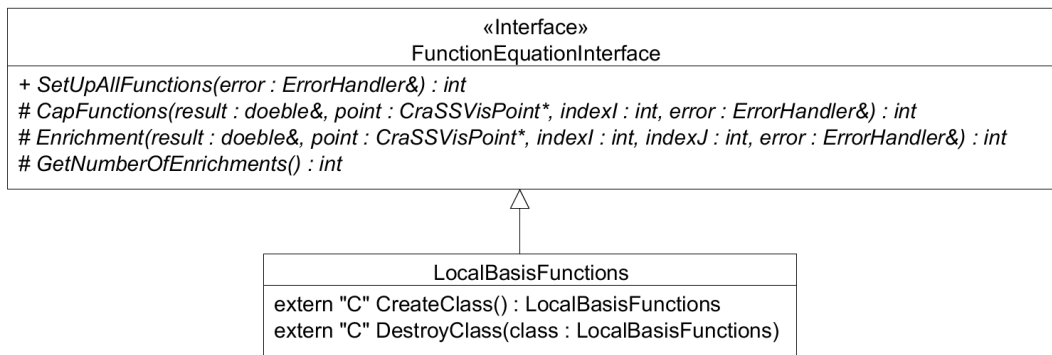 «Interface»
FunctionEquationInterface
+ SetUpAllFunctions(error : ErrorHandler&) : int
# CapFunctions(result : doeble&, point : CraSSVisPoint*, indexI : int, error : ErrorHandler&) : int
# Enrichment(result : doeble&, point : CraSSVisPoint*, indexI : int, indexJ : int, error : ErrorHandler&) : int
# GetNumberOfEnrichments() : int
LocalBasisFunctions
extern "C" CreateClass() : LocalBasisFunctions
extern "C" DestroyClass(class : LocalBasisFunctions)